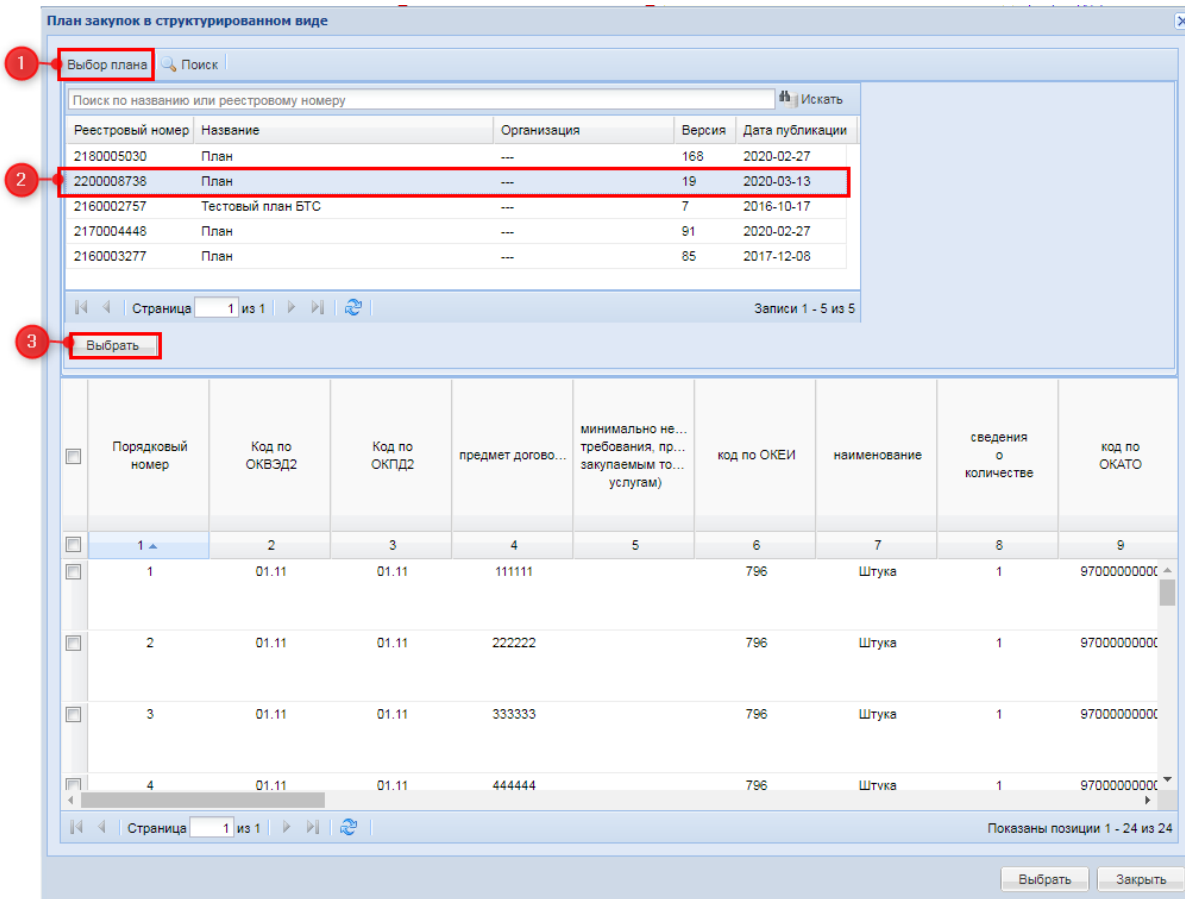 План закупок в структурированном виде
1 Выбор плана Поиск
Поиск по названию или реестровому номеру Искать
Реестровый номер Название Организация Версия Дата публикации
2180005030 План --- 168 2020-02-27
2 2200008738 План --- 19 2020-03-13
2160002757 Тестовый план БТС --- 7 2016-10-17
2170004448 План --- 91 2020-02-27
2160003277 План --- 85 2017-12-08
Страница 1 из 1 Записи 1 - 5 из 5
3 Выбрать
Порядковый номер Код по ОКВЭД2 Код по ОКПД2 предмет догово... минимально не... требования, пр... закупаемым то... услугам) код по ОКЕИ наименование сведения о количестве код по ОКАТО
1 2 3 4 5 6 7 8 9
1 01.11 01.11 111111 796 Штука 1 97000000000
2 01.11 01.11 222222 796 Штука 1 97000000000
3 01.11 01.11 333333 796 Штука 1 97000000000
4 01.11 01.11 444444 796 Штука 1 97000000000
Страница 1 из 1 Показаны позиции 1 - 24 из 24
Выбрать Закрыть